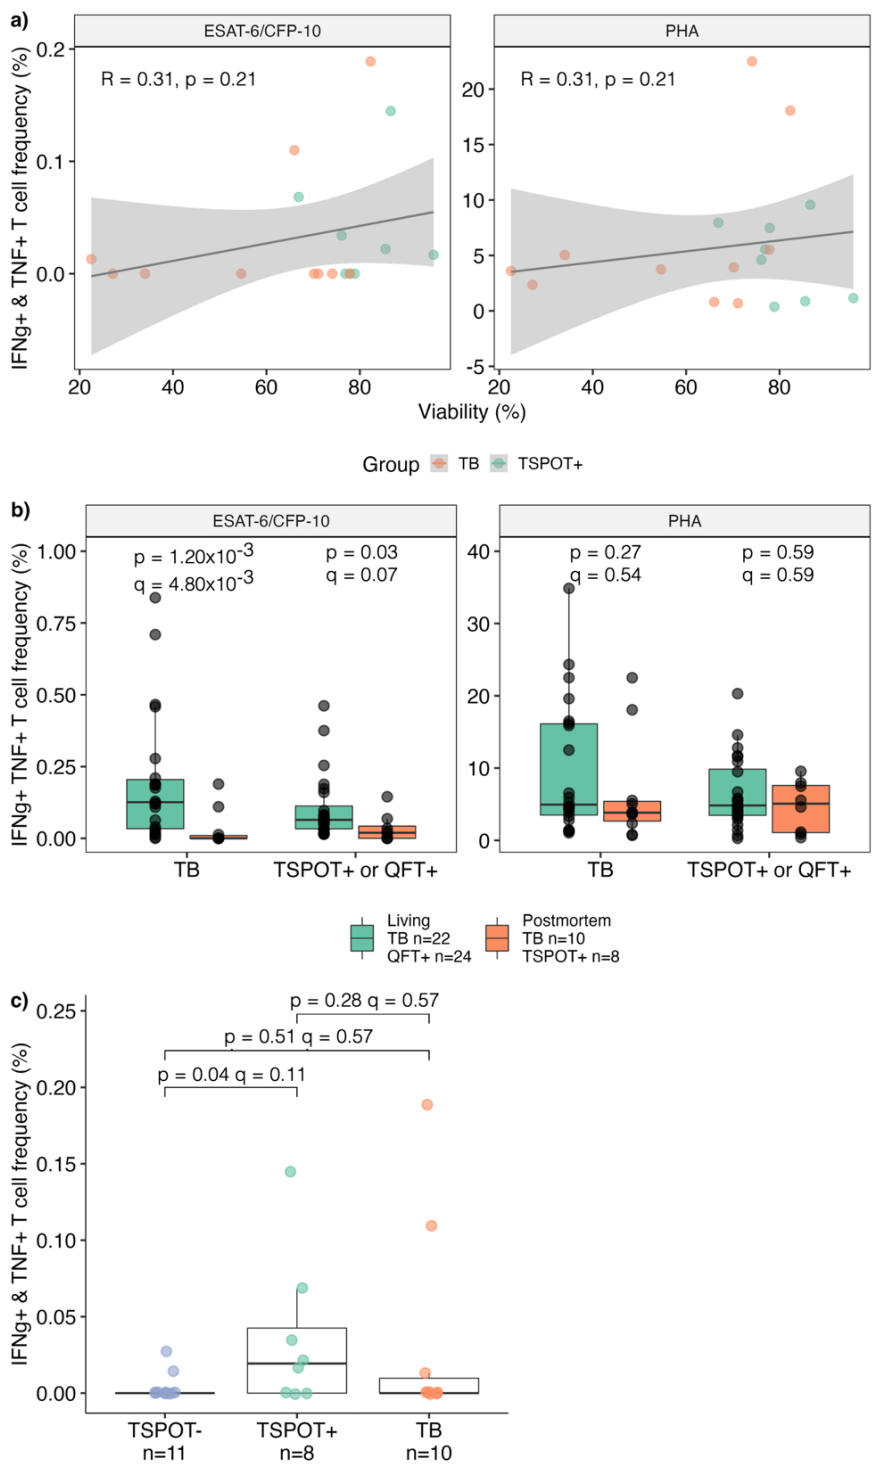 a)
ESAT-6/CFP-10
PHA
IFNg+ & TNF+ T cell frequency (%)
R = 0.31, p = 0.21
R = 0.31, p = 0.21
0.2
0.1
0.0
20
15
10
5
0
-5
20 40 60 80
20 40 60 80
Viability (%)
Group TB TSPOT+
b)
ESAT-6/CFP-10
PHA
IFNg+ TNF+ T cell frequency (%)
p = 1.20x10-3
q = 4.80x10-3
p = 0.03
q = 0.07
p = 0.27
q = 0.54
p = 0.59
q = 0.59
1.00
0.75
0.50
0.25
0.00
40
30
20
10
0
TB TSPOT+ or QFT+
TB TSPOT+ or QFT+
Living
TB n=22
QFT+ n=24
Postmortem
TB n=10
TSPOT+ n=8
c)
IFNg+ & TNF+ T cell frequency (%)
p = 0.28 q = 0.57
p = 0.51 q = 0.57
p = 0.04 q = 0.11
0.25
0.20
0.15
0.10
0.05
0.00
TSPOT-
n=11
TSPOT+
n=8
TB
n=10